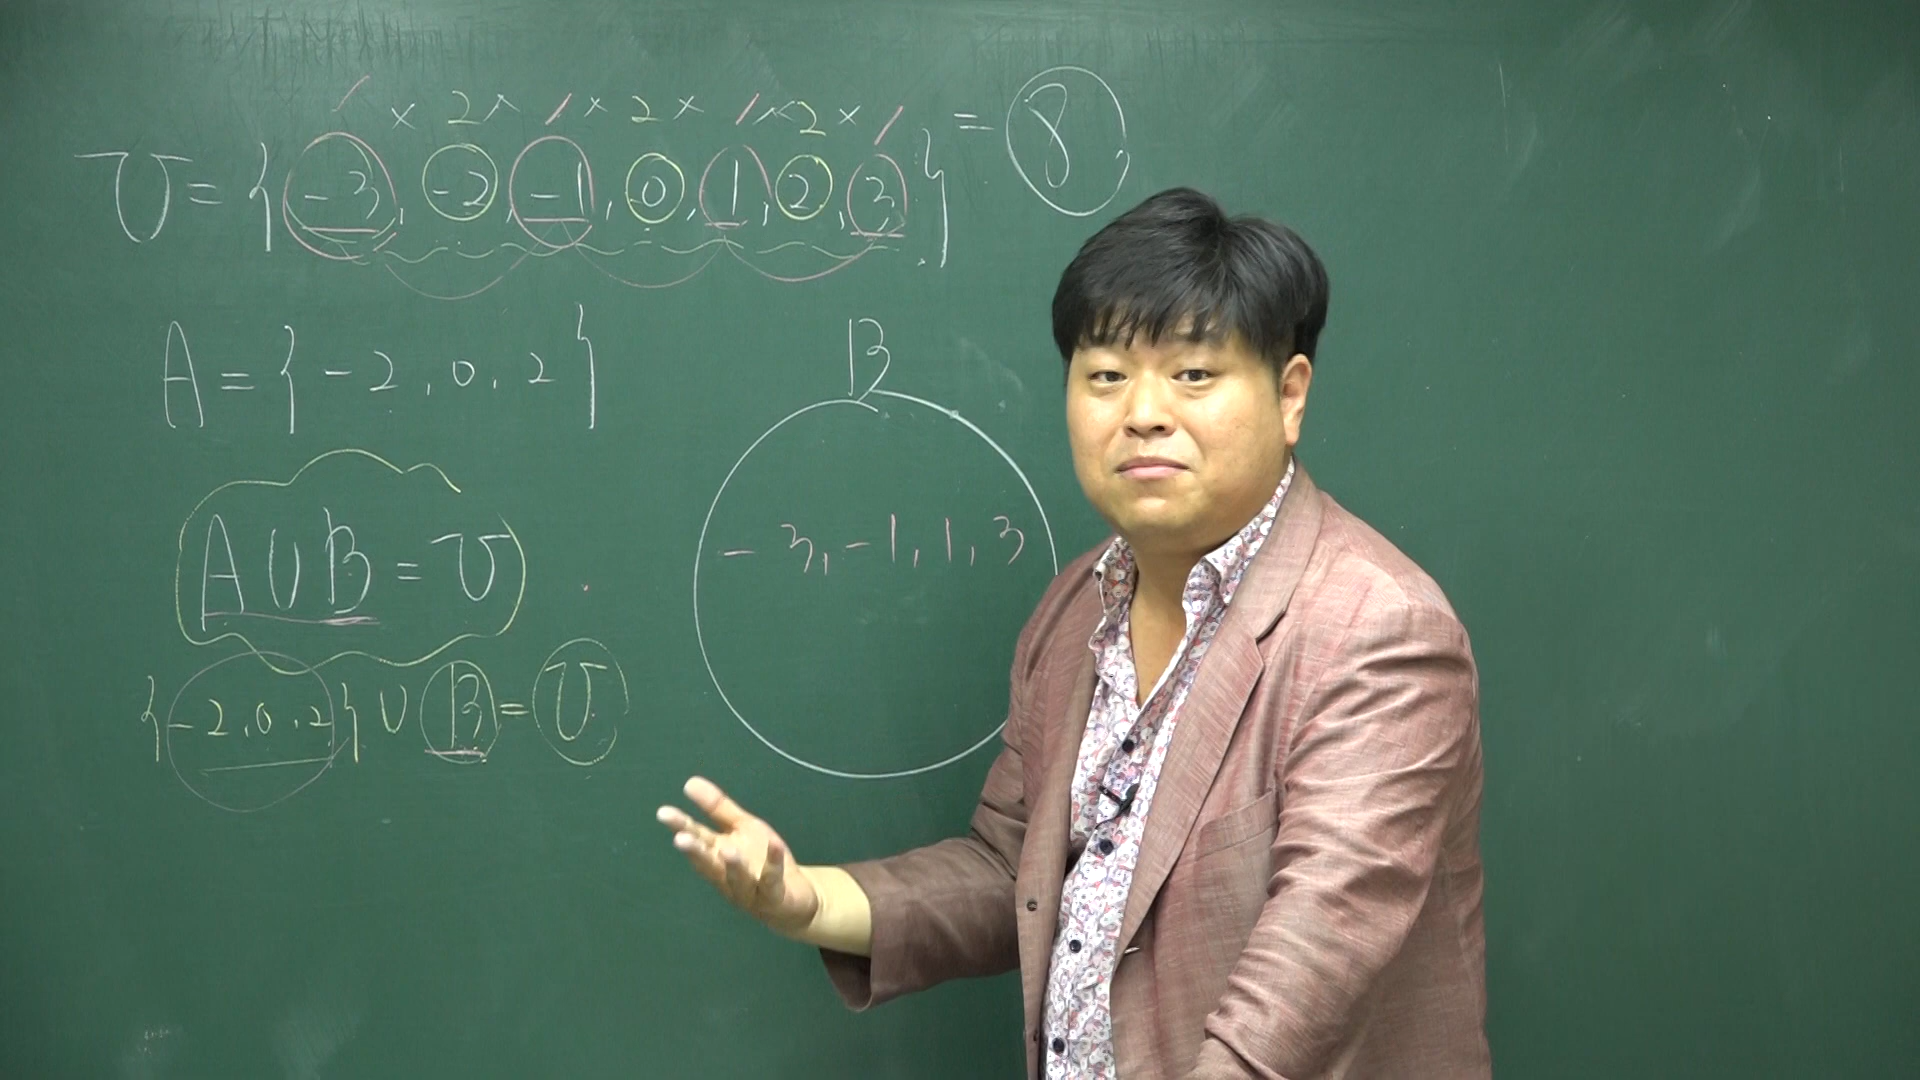 1 × 2 × 1 × 2 × 1 × 2 × 1 = 8
U = { -3, -2, -1, 0, 1, 2, 3 }
A = { -2, 0, 2 }
B
-3, -1, 1, 3
A∪B = U
{ -2, 0, 2 } ∪ B = U